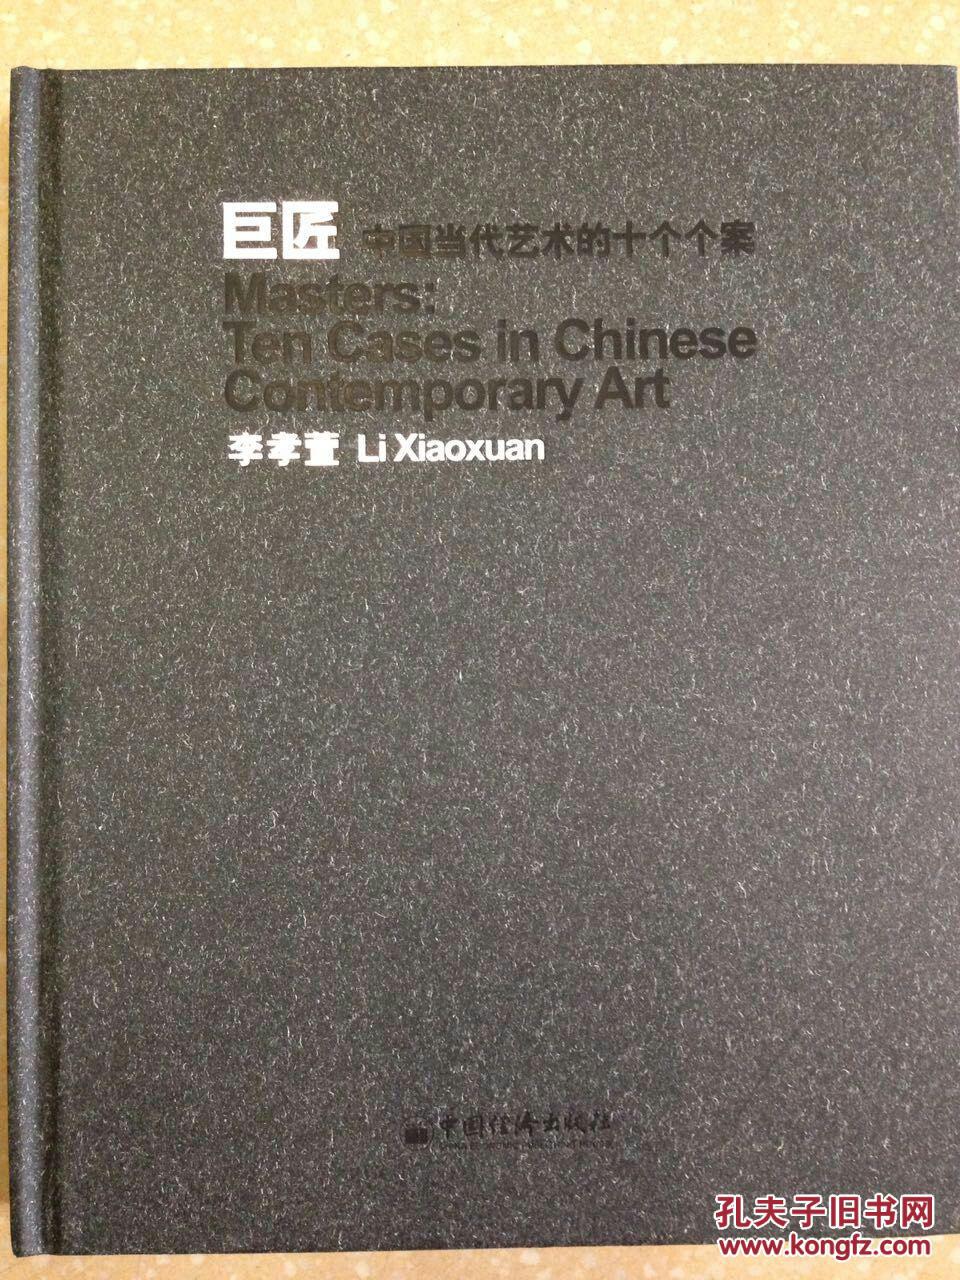 巨匠 中国当代艺术的十个个案
Masters:
Ten Cases in Chinese
Contemporary Art
李孝萱 Li Xiaoxuan
中国经济出版社
孔夫子旧书网
www.kongfz.com